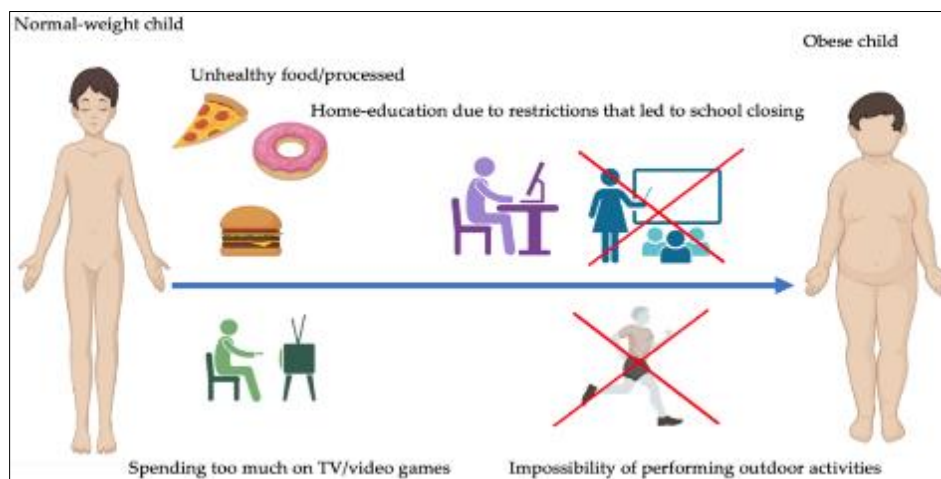 Normal-weight child
Obese child
Unhealthy food/processed
Home-education due to restrictions that led to school closing
Spending too much on TV/video games
Impossibility of performing outdoor activities